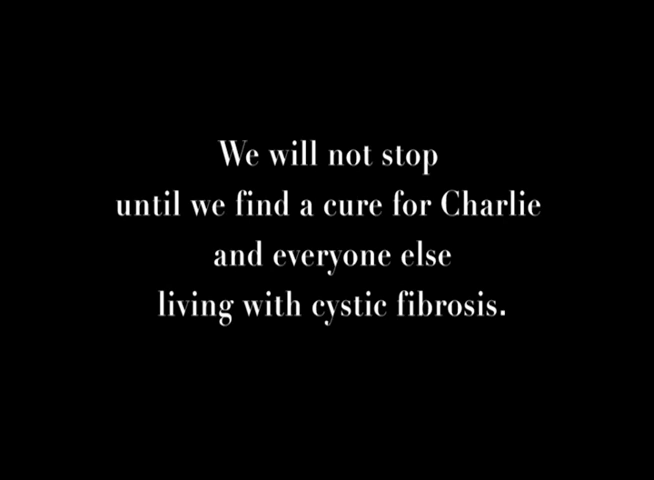 We will not stop
until we find a cure for Charlie
and everyone else
living with cystic fibrosis.